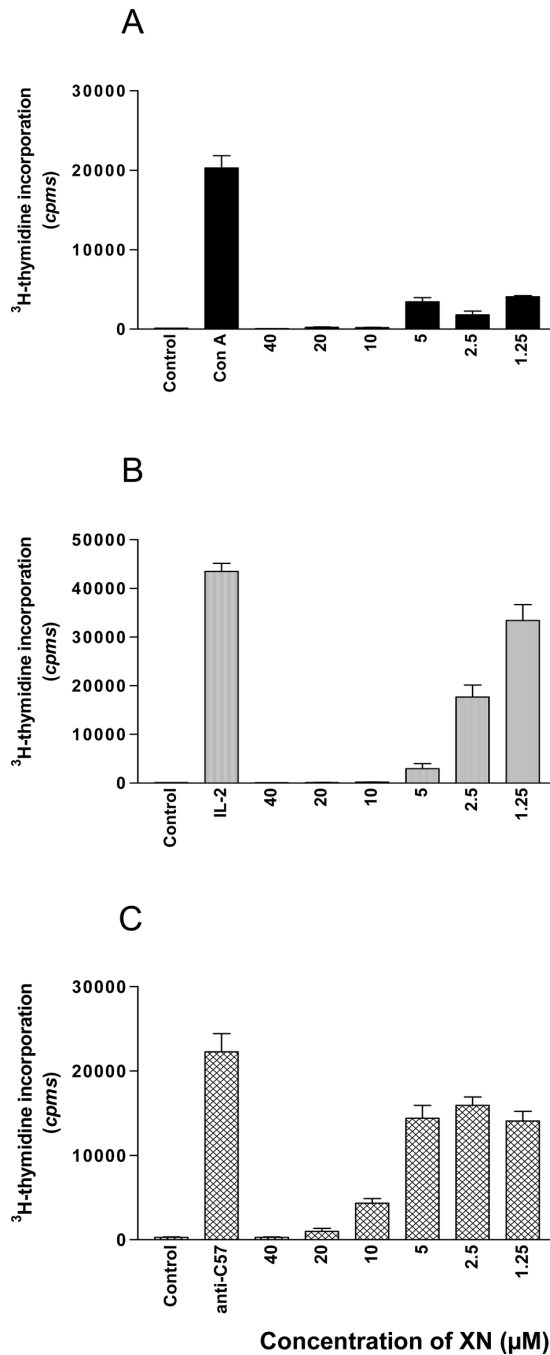 A
³H-thymidine incorporation
(cpms)
30000
20000
10000
0
Control
Con A
40
20
10
5
2.5
1.25
B
³H-thymidine incorporation
(cpms)
50000
40000
30000
20000
10000
0
Control
IL-2
40
20
10
5
2.5
1.25
C
³H-thymidine incorporation
(cpms)
30000
20000
10000
0
Control
anti-C57
40
20
10
5
2.5
1.25
Concentration of XN (µM)